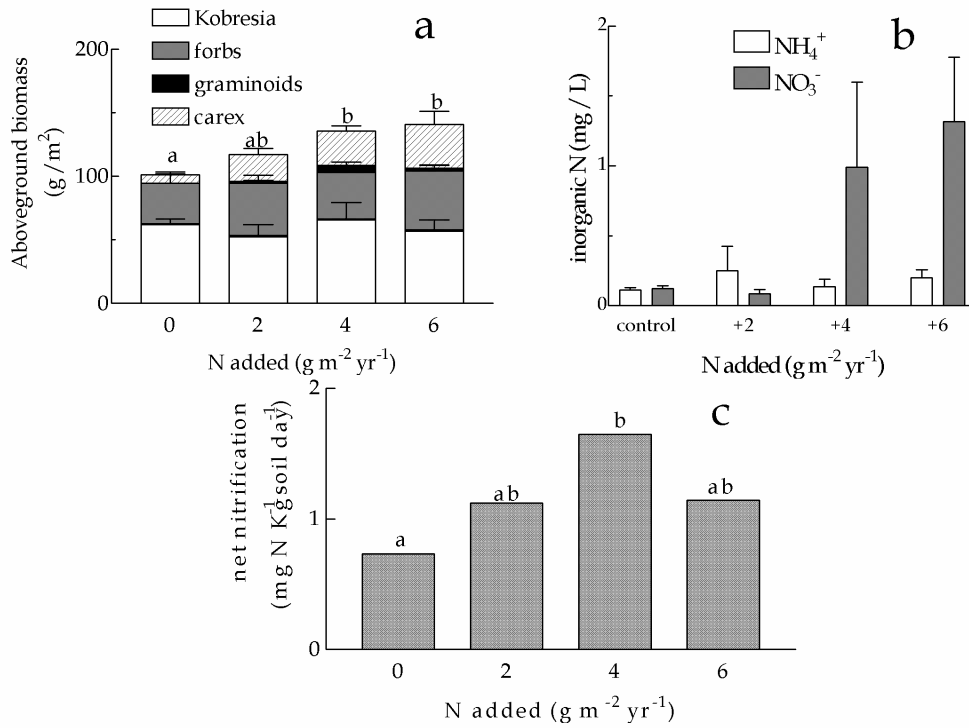 a
Kobresia
forbs
graminoids
carex
200
100
0
Aboveground biomass
(g/m²)
a
ab
b
b
0 2 4 6
N added (g m⁻² yr⁻¹)
b
NH₄⁺
NO₃⁻
2
1
0
inorganic N (mg / L)
control +2 +4 +6
N added (g m⁻² yr⁻¹)
c
2
1
0
net nitrification
(mg N K⁻¹g soil day⁻¹)
a
ab
b
ab
0 2 4 6
N added (g m⁻² yr⁻¹)